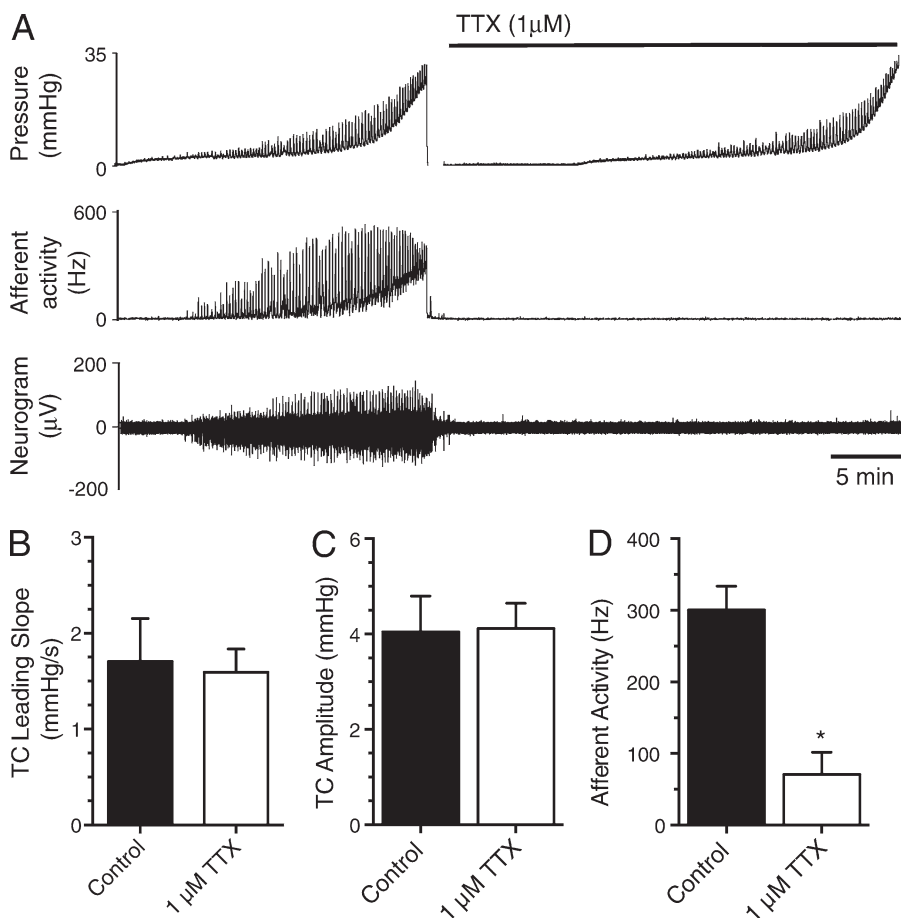 A
TTX (1μM)
Pressure
(mmHg)
35
0
Afferent
activity
(Hz)
600
0
Neurogram
(μV)
200
0
-200
5 min
B
TC Leading Slope
(mmHg/s)
3
2
1
0
Control
1 μM TTX
C
TC Amplitude (mmHg)
6
4
2
0
Control
1 μM TTX
D
Afferent Activity (Hz)
400
300
200
100
0
*
Control
1 μM TTX